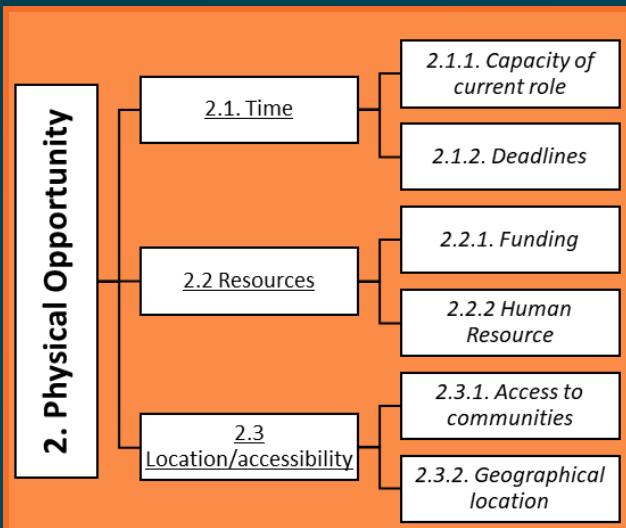 2. Physical Opportunity
2.1. Time
2.1.1. Capacity of
current role
2.1.2. Deadlines
2.2 Resources
2.2.1. Funding
2.2.2 Human
Resource
2.3
Location/accessibility
2.3.1. Access to
communities
2.3.2. Geographical
location